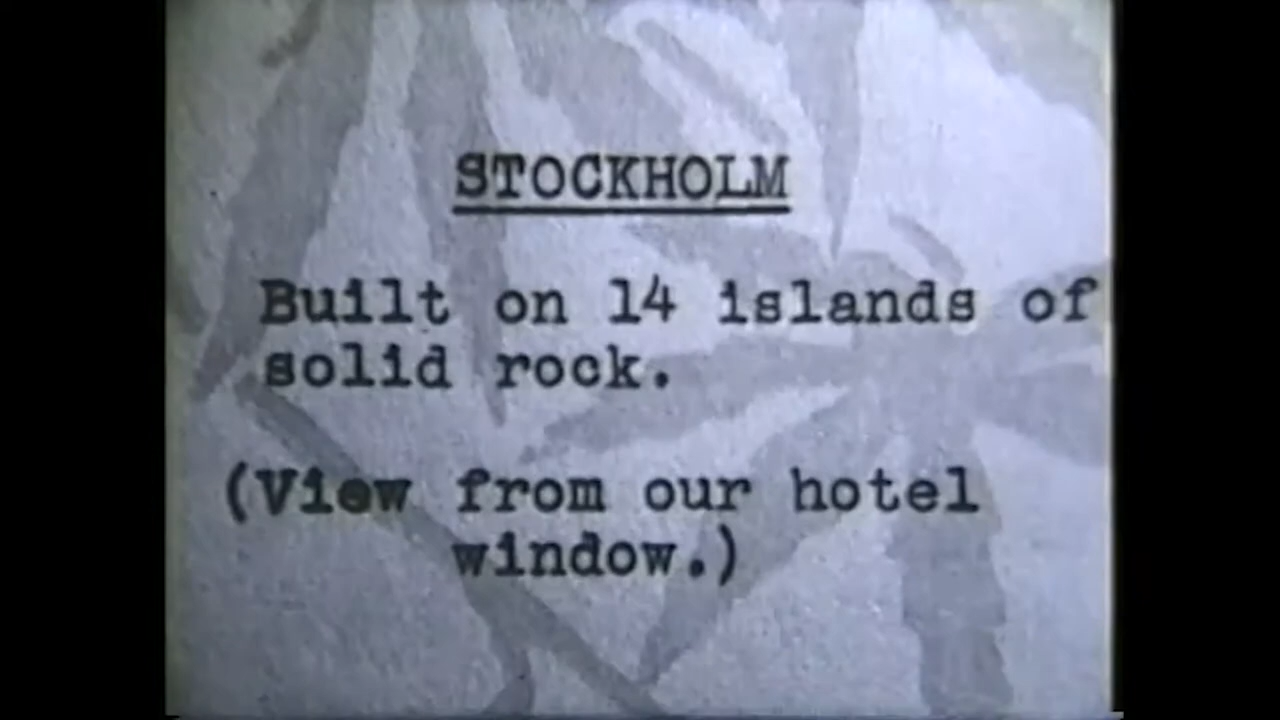 STOCKHOLM
Built on 14 islands of
solid rock.
(View from our hotel
window.)